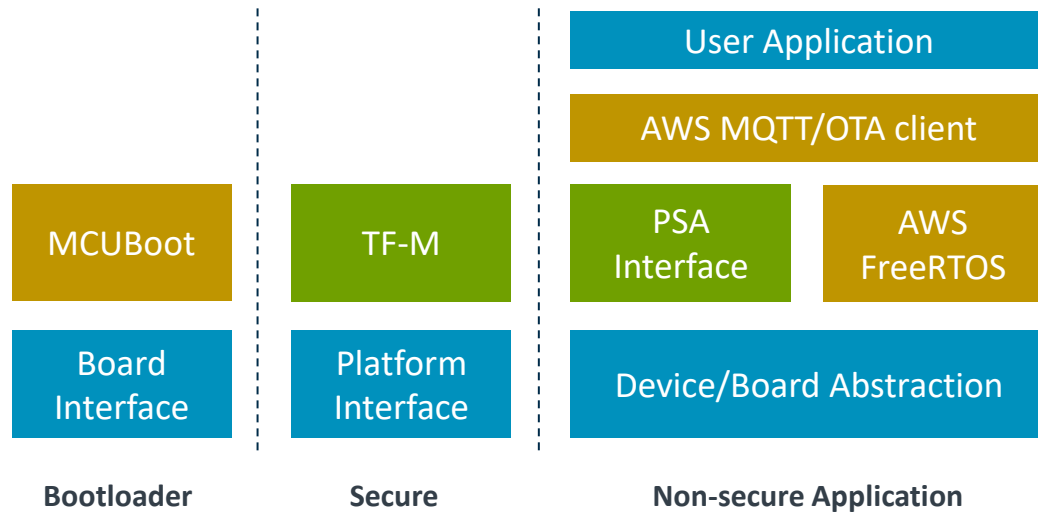 User Application
AWS MQTT/OTA client
MCUBoot
TF-M
PSA
Interface
AWS
FreeRTOS
Board
Interface
Platform
Interface
Device/Board Abstraction
Bootloader
Secure
Non-secure Application